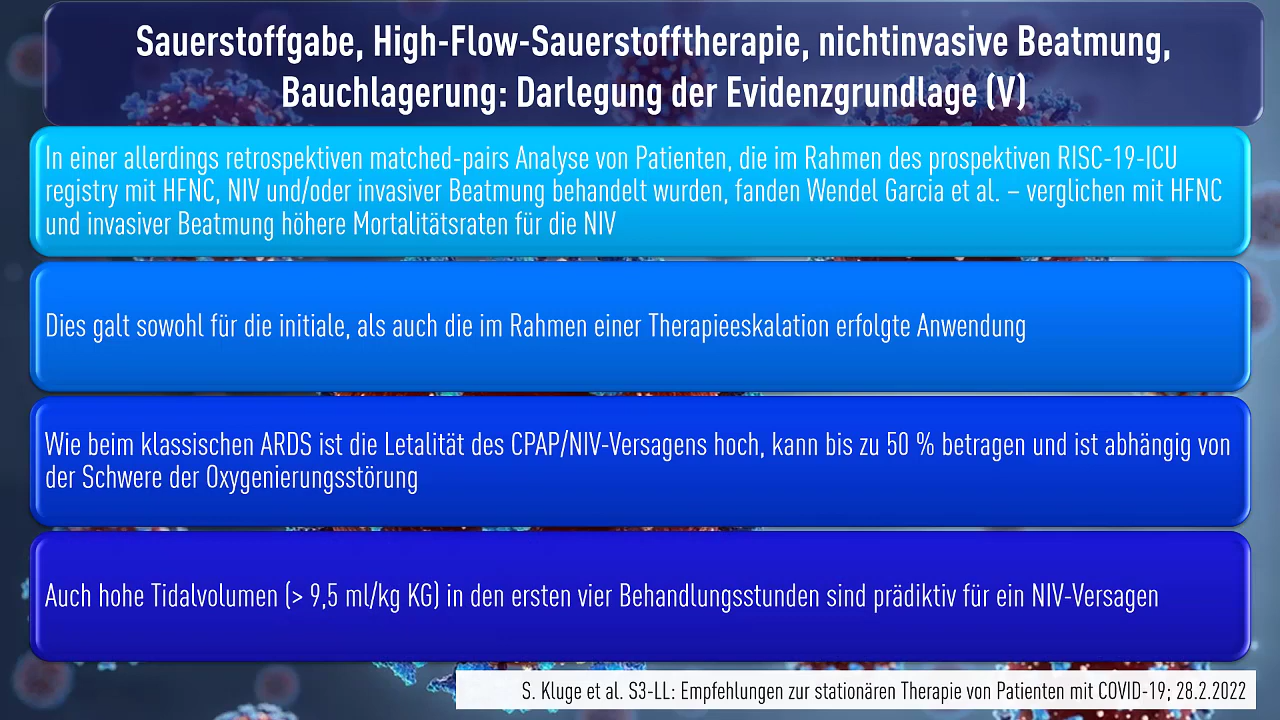 Sauerstoffgabe, High-Flow-Sauerstofftherapie, nichtinvasive Beatmung,
Bauchlagerung: Darlegung der Evidenzgrundlage (V)
In einer allerdings retrospektiven matched-pairs Analyse von Patienten, die im Rahmen des prospektiven RISC-19-ICU
registry mit HFNC, NIV und/oder invasiver Beatmung behandelt wurden, fanden Wendel Garcia et al. – verglichen mit HFNC
und invasiver Beatmung höhere Mortalitätsraten für die NIV
Dies galt sowohl für die initiale, als auch die im Rahmen einer Therapieeskalation erfolgte Anwendung
Wie beim klassischen ARDS ist die Letalität des CPAP/NIV-Versagens hoch, kann bis zu 50 % betragen und ist abhängig von
der Schwere der Oxygenierungsstörung
Auch hohe Tidalvolumen (> 9,5 ml/kg KG) in den ersten vier Behandlungsstunden sind prädiktiv für ein NIV-Versagen
S. Kluge et al. S3-LL: Empfehlungen zur stationären Therapie von Patienten mit COVID-19; 28.2.2022